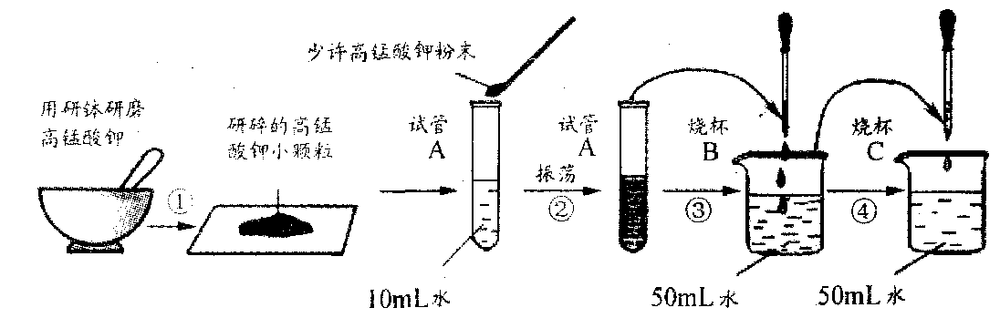 用研钵研磨
高锰酸钾
①
研碎的高锰
酸钾小颗粒
少许高锰酸钾粉末
试管
A
10mL水
振荡
②
试管
A
③
烧杯
B
50mL水
④
烧杯
C
50mL水